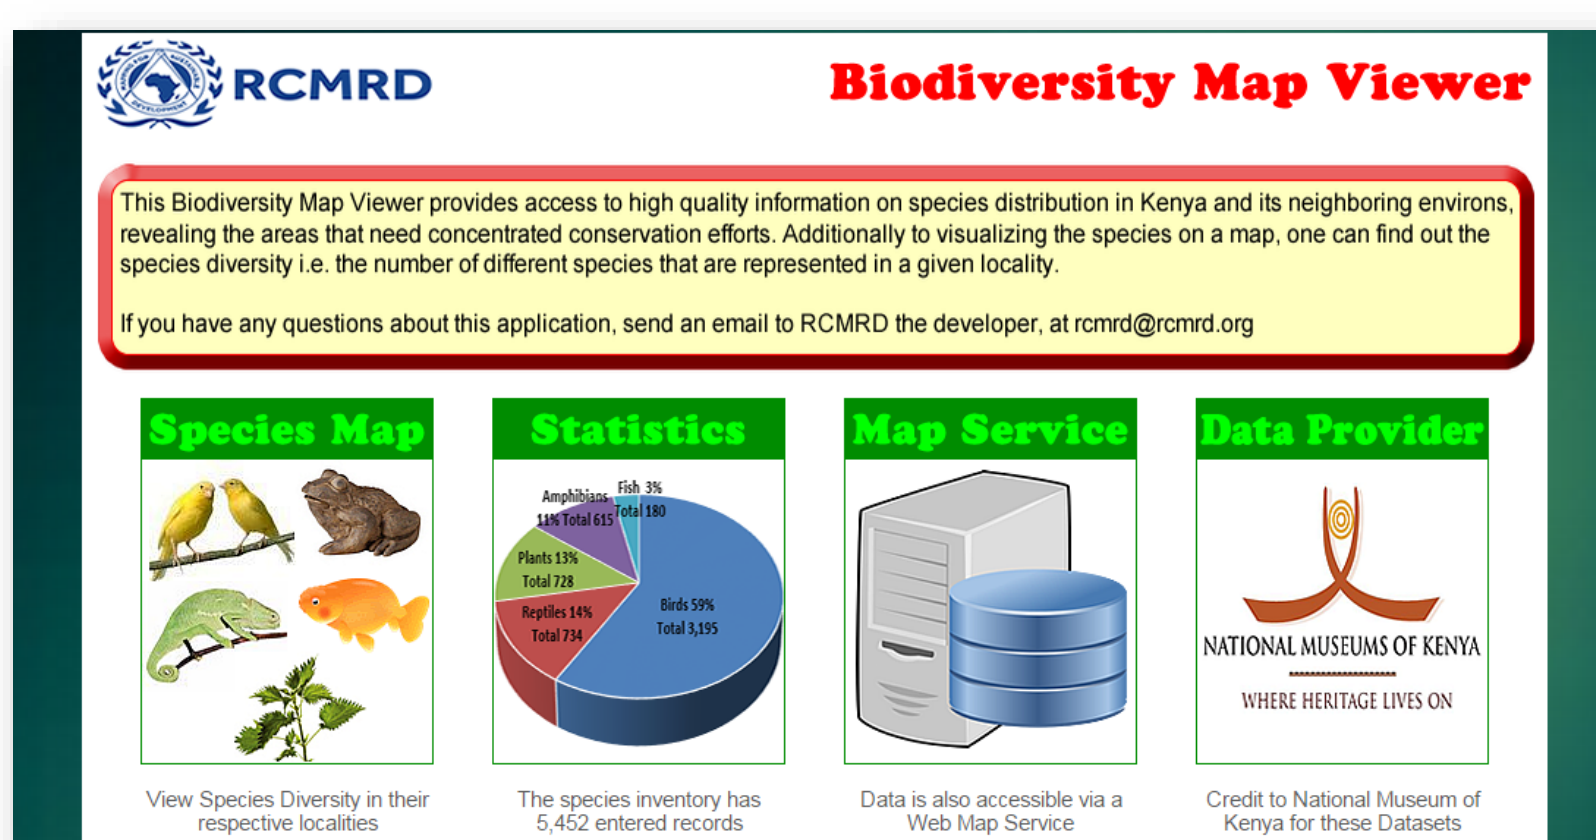 RCMRD
Biodiversity Map Viewer
This Biodiversity Map Viewer provides access to high quality information on species distribution in Kenya and its neighboring environs,
revealing the areas that need concentrated conservation efforts. Additionally to visualizing the species on a map, one can find out the
species diversity i.e. the number of different species that are represented in a given locality.
If you have any questions about this application, send an email to RCMRD the developer, at rcmrd@rcmrd.org
Species Map
View Species Diversity in their
respective localities
Statistics
Fish 3%
Total 180
Amphibians
11% Total 615
Plants 13%
Total 728
Reptiles 14%
Total 734
Birds 59%
Total 3,195
The species inventory has
5,452 entered records
Map Service
Data is also accessible via a
Web Map Service
Data Provider
NATIONAL MUSEUMS OF KENYA
WHERE HERITAGE LIVES ON
Credit to National Museum of
Kenya for these Datasets